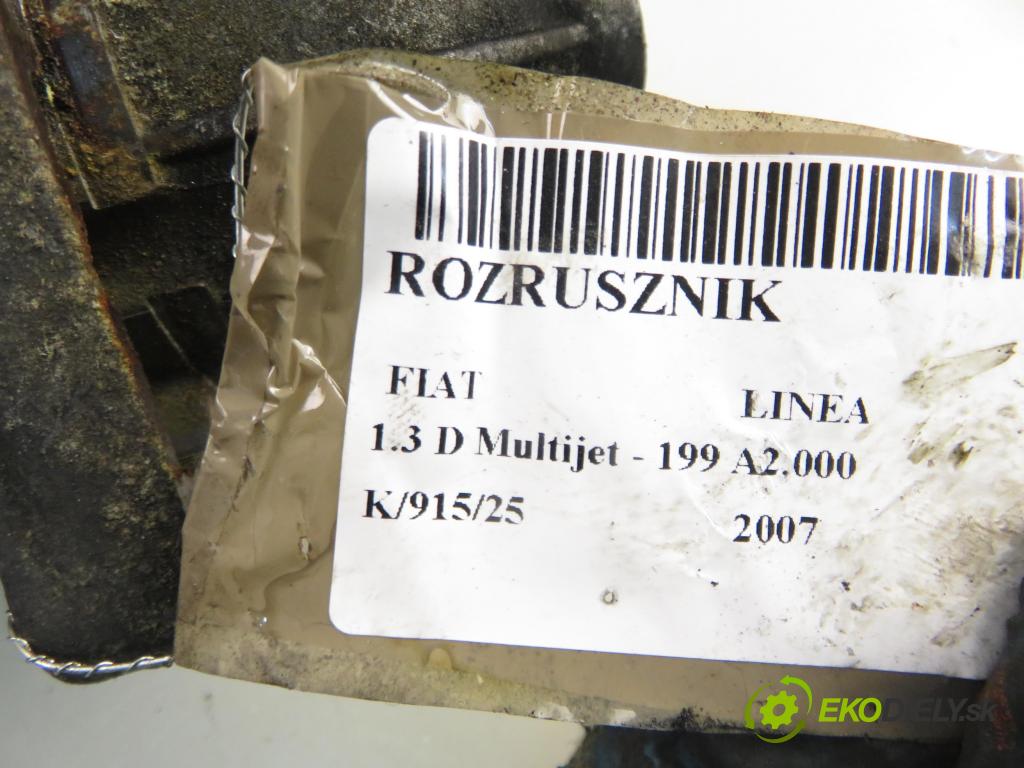 ROZRUSZNIK
FIAT LINEA
1.3 D Multijet - 199 A2.000
K/915/25 2007
EKODIELY.sk